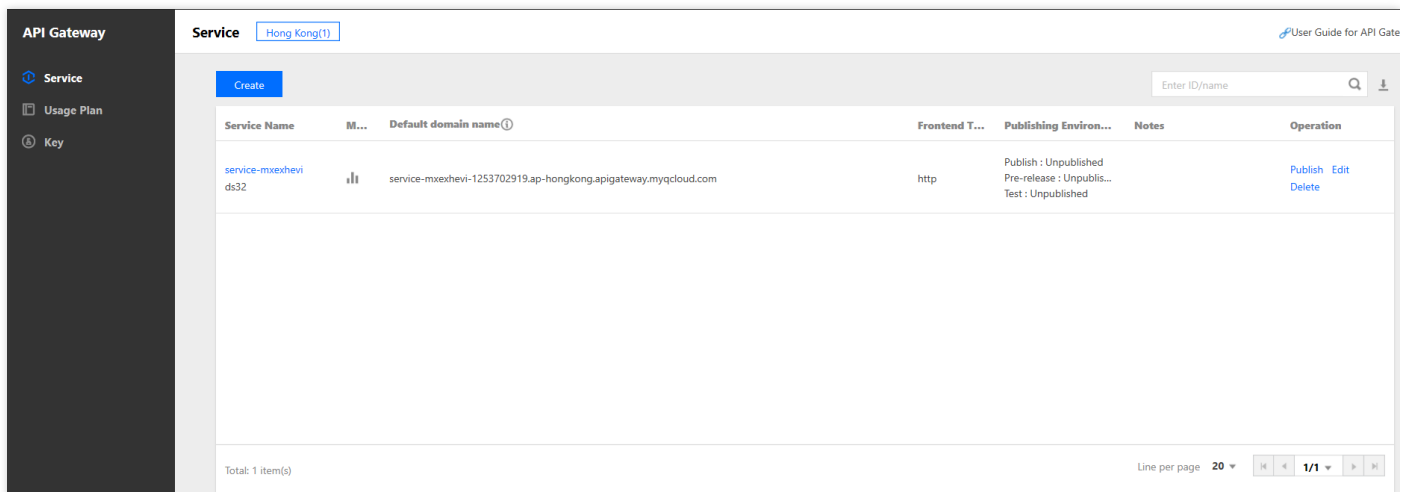 API Gateway
Service
Usage Plan
Key
Service Hong Kong(1) User Guide for API Gate
Create Enter ID/name
Service Name M... Default domain name Frontend T... Publishing Environ... Notes Operation
service-mxexhevi
ds32
service-mxexhevi-1253702919.ap-hongkong.apigateway.myqcloud.com
http
Publish : Unpublished
Pre-release : Unpublis...
Test : Unpublished
Publish Edit
Delete
Total: 1 item(s) Line per page 20 1/1